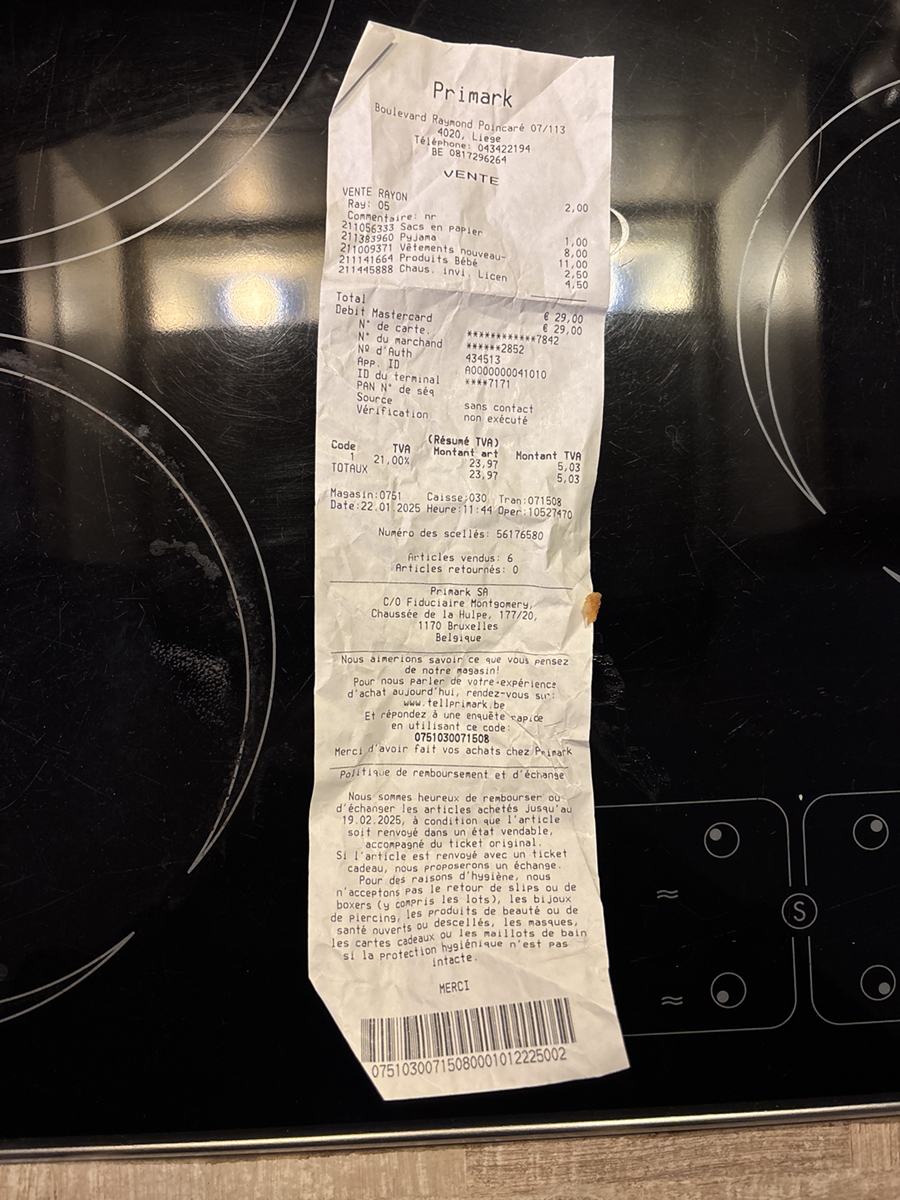 Primark
Boulevard Raymond Poincaré 07/113
4020, Liege
Téléphone: 043422194
BE 0817296264
VENTE
VENTE RAYON 2,00
Ray: 05
Commentaire: nr
211056333 Sacs en papier 1,00
211383960 Pyjama 8,00
211009371 Vêtements nouveau- 11,00
211141664 Produits Bébé 2,50
211445888 Chaus. invi. Licen 4,50
Total € 29,00
Debit Mastercard € 29,00
N° de carte. ************7842
N° du marchand ******2852
Nº d'Auth 434513
App. ID A0000000041010
ID du terminal ****7171
PAN N° de séq
Source sans contact
Vérification non exécuté
(Résumé TVA)
Code TVA Montant art Montant TVA
1 21,00% 23,97 5,03
TOTAUX 23,97 5,03
Magasin:0751 Caisse:030 Tran:071508
Date:22.01.2025 Heure:11:44 Oper:10527470
Numéro des scellés: 56176580
Articles vendus: 6
Articles retournés: 0
Primark SA
C/O Fiduciaire Montgomery,
Chaussée de la Hulpe, 177/20,
1170 Bruxelles
Belgique
Nous aimerions savoir ce que vous pensez
de notre magasin!
Pour nous parler de votre expérience
d'achat aujourd'hui, rendez-vous sur:
www.tellprimark.be
Et répondez à une enquête rapide
en utilisant ce code:
0751030071508
Merci d'avoir fait vos achats chez Primark
Politique de remboursement et d'échange
Nous sommes heureux de rembourser ou
d'échanger les articles achetés jusqu'au
19.02.2025, à condition que l'article
soit renvoyé dans un état vendable,
accompagné du ticket original.
Si l'article est renvoyé avec un ticket
cadeau, nous proposerons un échange.
Pour des raisons d'hygiène, nous
n'acceptons pas le retour de slips ou de
boxers (y compris les lots), les bijoux
de piercing, les produits de beauté ou de
santé ouverts ou descellés, les masques,
les cartes cadeaux ou les maillots de bain
si la protection hygiénique n'est pas
intacte.
MERCI
07510300715080001012225002
S